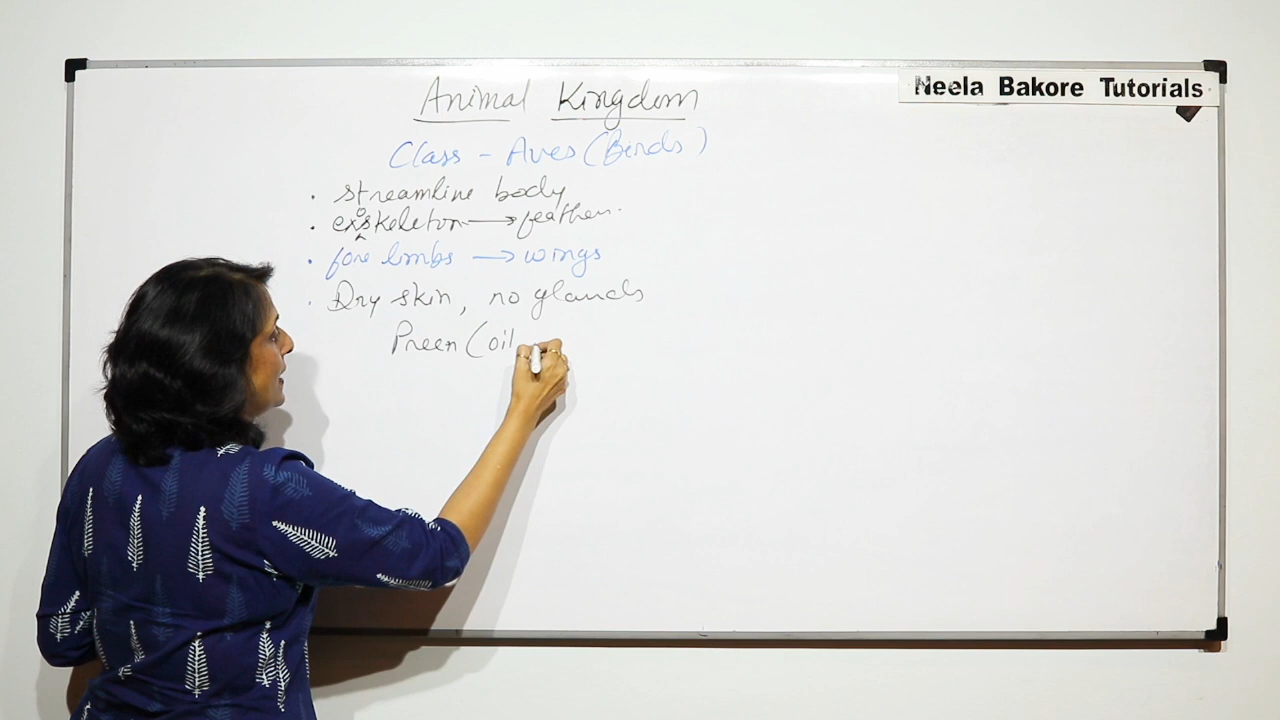 Neela Bakore Tutorials
Animal Kingdom
Class - Aves (Birds)
. streamline body
. exoskeleton → feathers.
. fore limbs → wings
. Dry skin, no glands
Preen (oil